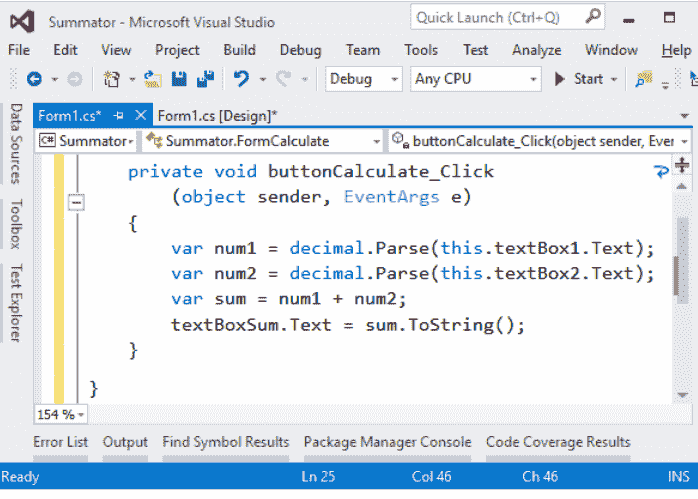 Summator - Microsoft Visual Studio
Quick Launch (Ctrl+Q)
File Edit View Project Build Debug Team Tools Test Analyze Window Help
Debug Any CPU Start
Form1.cs* Form1.cs [Design]*
C# Summator Summator.FormCalculate buttonCalculate_Click(object sender, Ever
Data Sources
Toolbox
Test Explorer
private void buttonCalculate_Click
(object sender, EventArgs e)
{
var num1 = decimal.Parse(this.textBox1.Text);
var num2 = decimal.Parse(this.textBox2.Text);
var sum = num1 + num2;
textBoxSum.Text = sum.ToString();
}
}
154 %
Error List Output Find Symbol Results Package Manager Console Code Coverage Results
Ready Ln 25 Col 46 Ch 46 INS